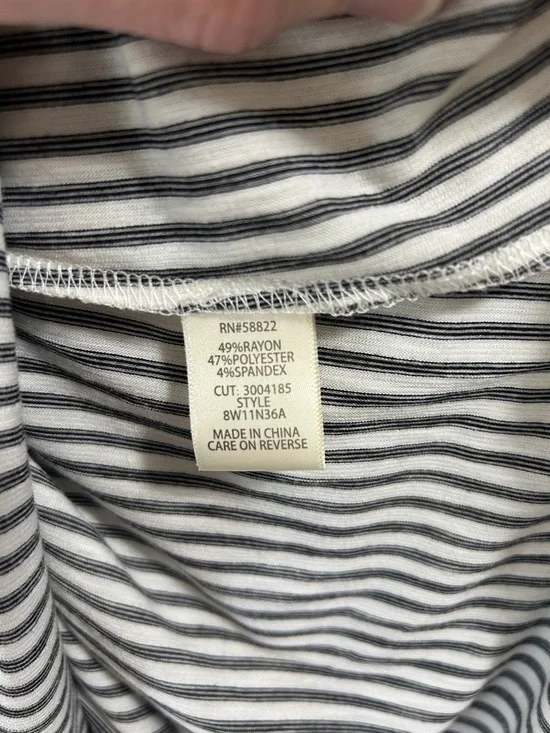 RN#58822
49%RAYON
47%POLYESTER
4%SPANDEX
CUT: 3004185
STYLE
8W11N36A
MADE IN CHINA
CARE ON REVERSE